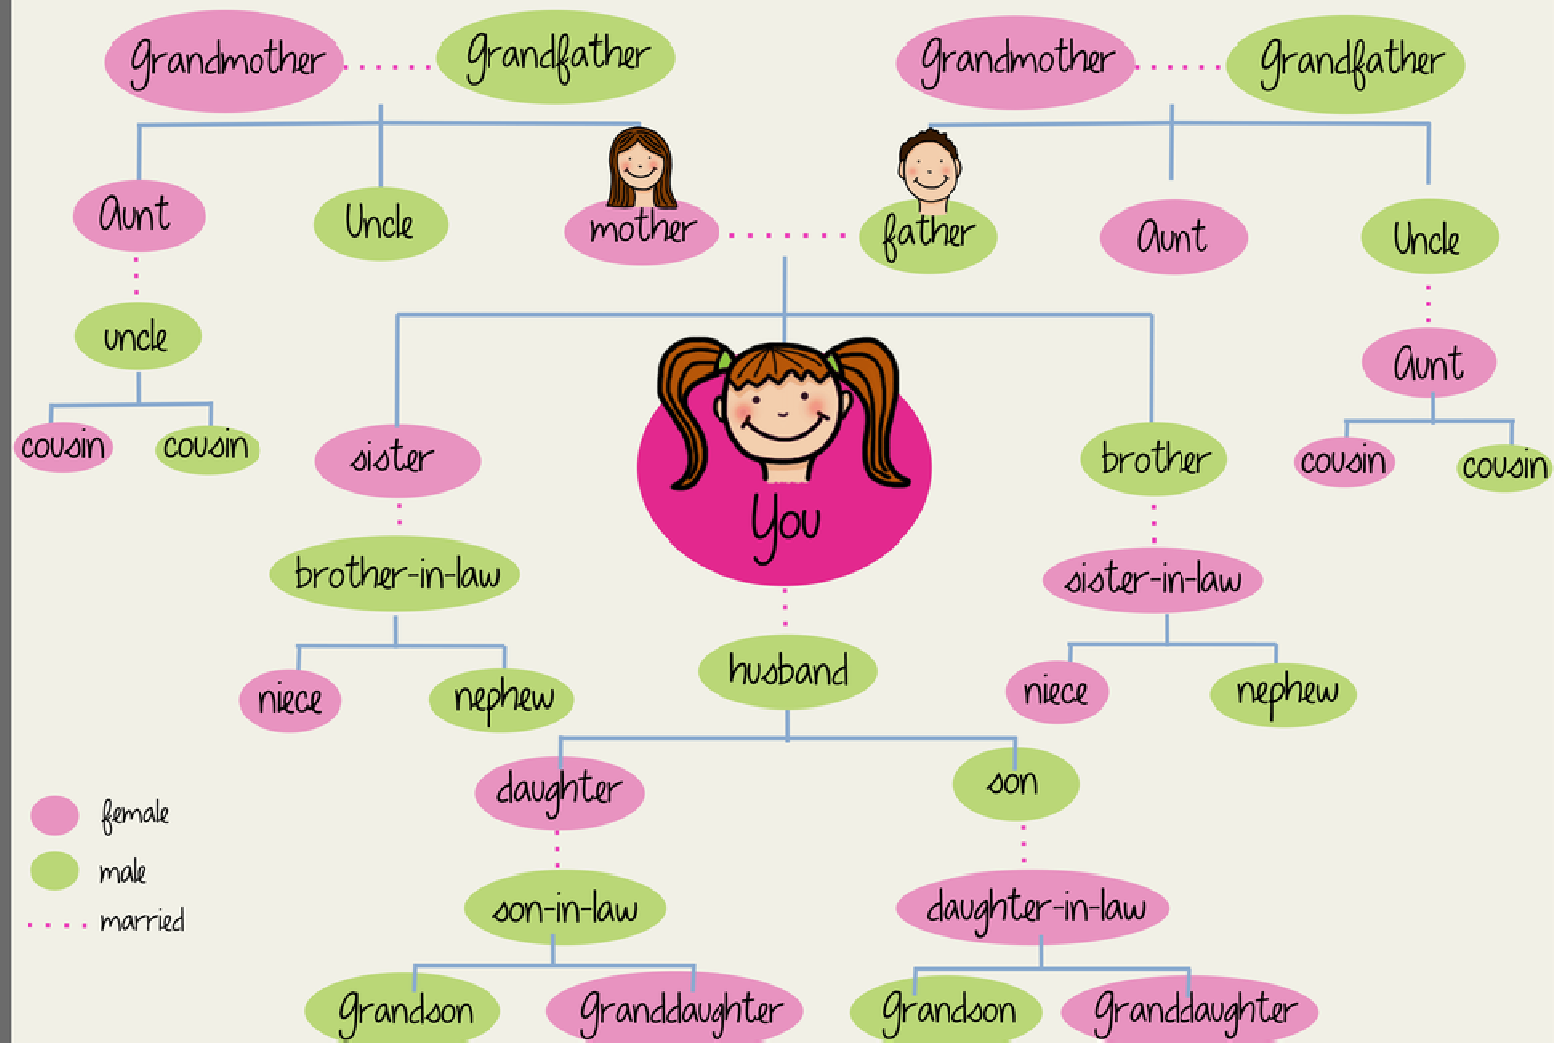 grandmother
grandfather
grandmother
grandfather
Aunt
Uncle
mother
father
Aunt
Uncle
uncle
Aunt
cousin
cousin
sister
You
brother
cousin
cousin
brother-in-law
sister-in-law
niece
nephew
husband
niece
nephew
daughter
son
female
male
married
son-in-law
daughter-in-law
grandson
granddaughter
grandson
granddaughter